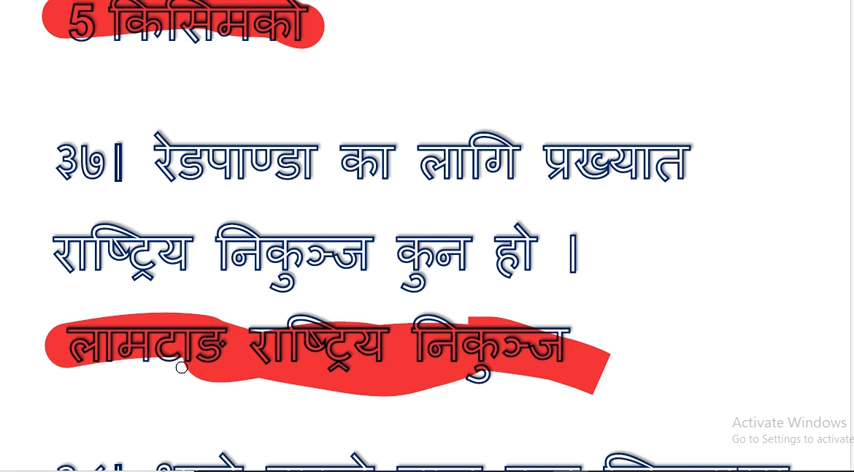 5 किसिमको
३७। रेडपाण्डा का लागि प्रख्यात
राष्ट्रिय निकुञ्ज कुन हो ।
लामटाङ राष्ट्रिय निकुञ्ज
Activate Windows
Go to Settings to activate